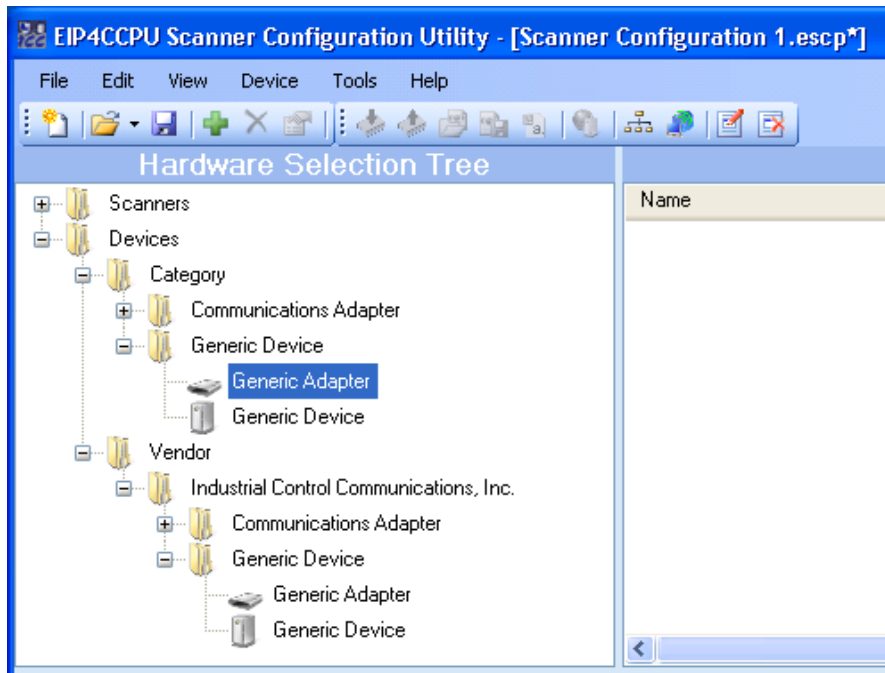 EIP4CCPU Scanner Configuration Utility - [Scanner Configuration 1.escp*]
File Edit View Device Tools Help
Hardware Selection Tree
Name
Scanners
Devices
Category
Communications Adapter
Generic Device
Generic Adapter
Generic Device
Vendor
Industrial Control Communications, Inc.
Communications Adapter
Generic Device
Generic Adapter
Generic Device